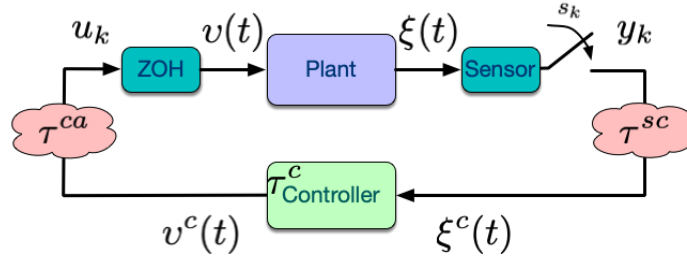 u_k υ(t) ξ(t) s_k y_k
ZOH Plant Sensor
τ^{ca} τ^{sc}
τ^c Controller
υ^c(t) ξ^c(t)